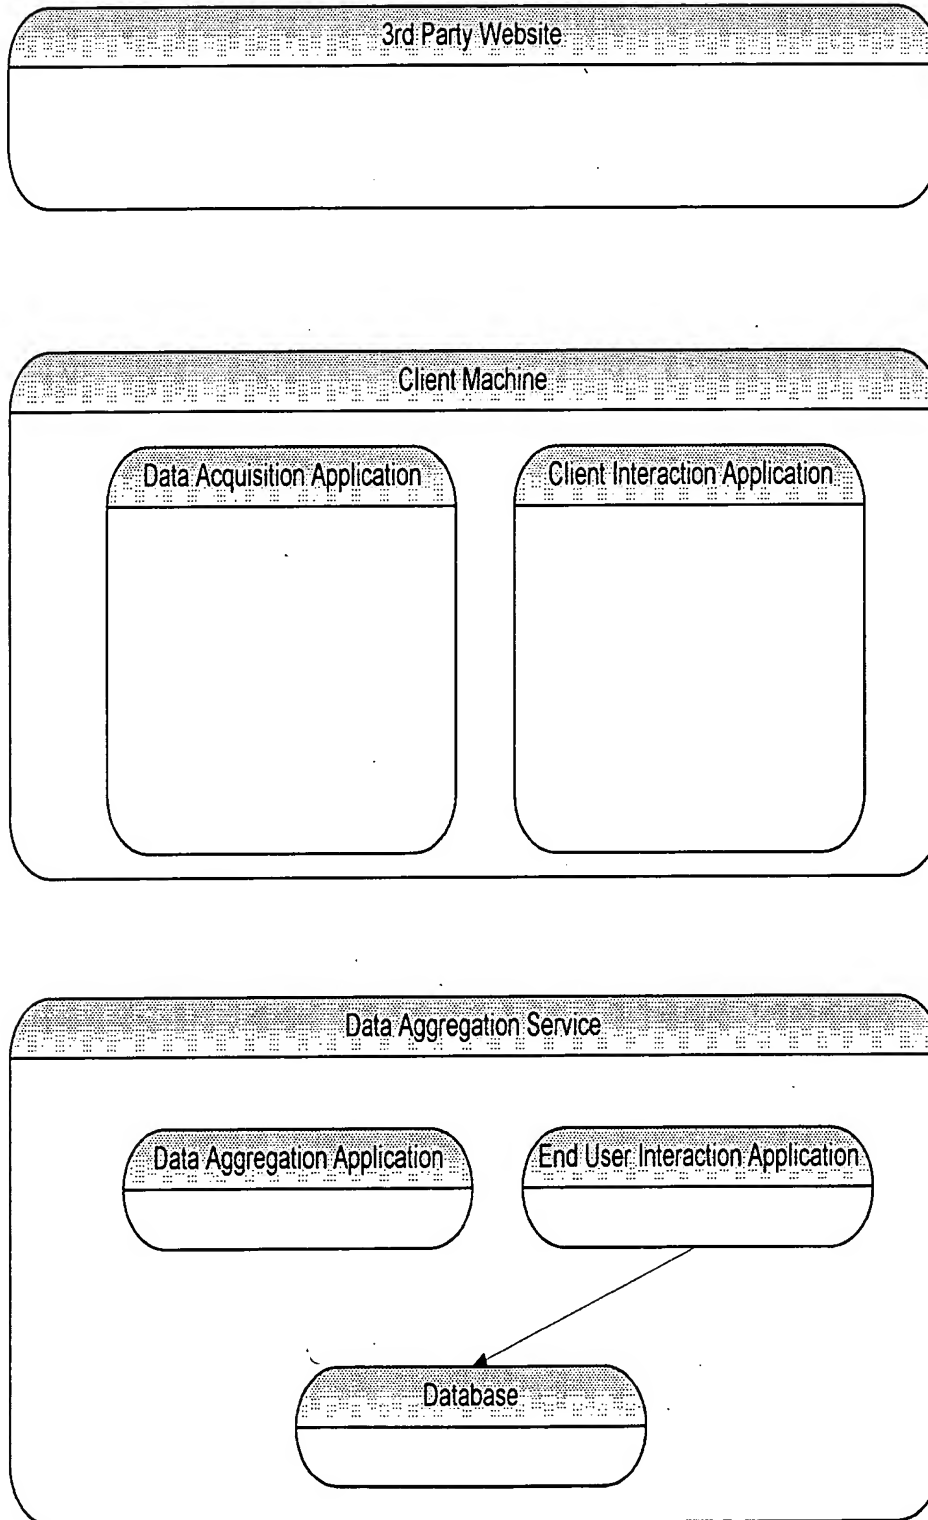 3rd Party Website
Client Machine
Data Acquisition Application
Client Interaction Application
Data Aggregation Service
Data Aggregation Application
End User Interaction Application
Database